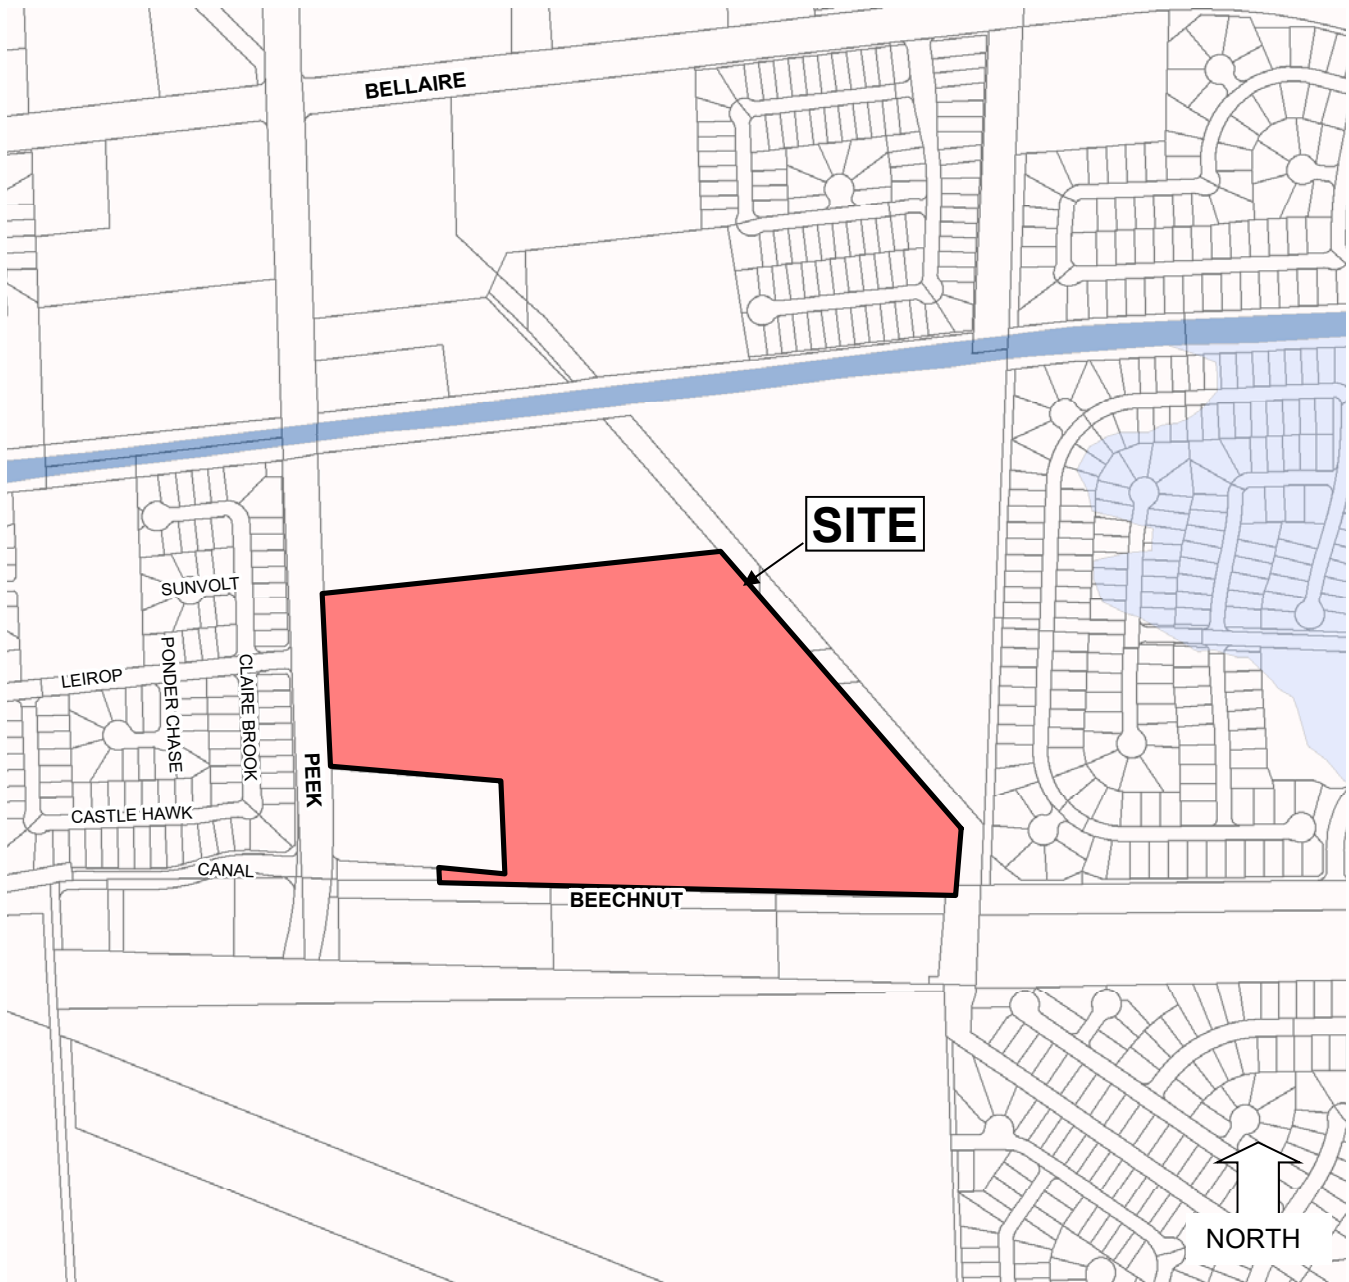 BELLAIRE
SITE
SUNVOLT
LEIROP
PONDER CHASE
CLAIRE BROOK
PEEK
CASTLE HAWK
CANAL
BEECHNUT
NORTH